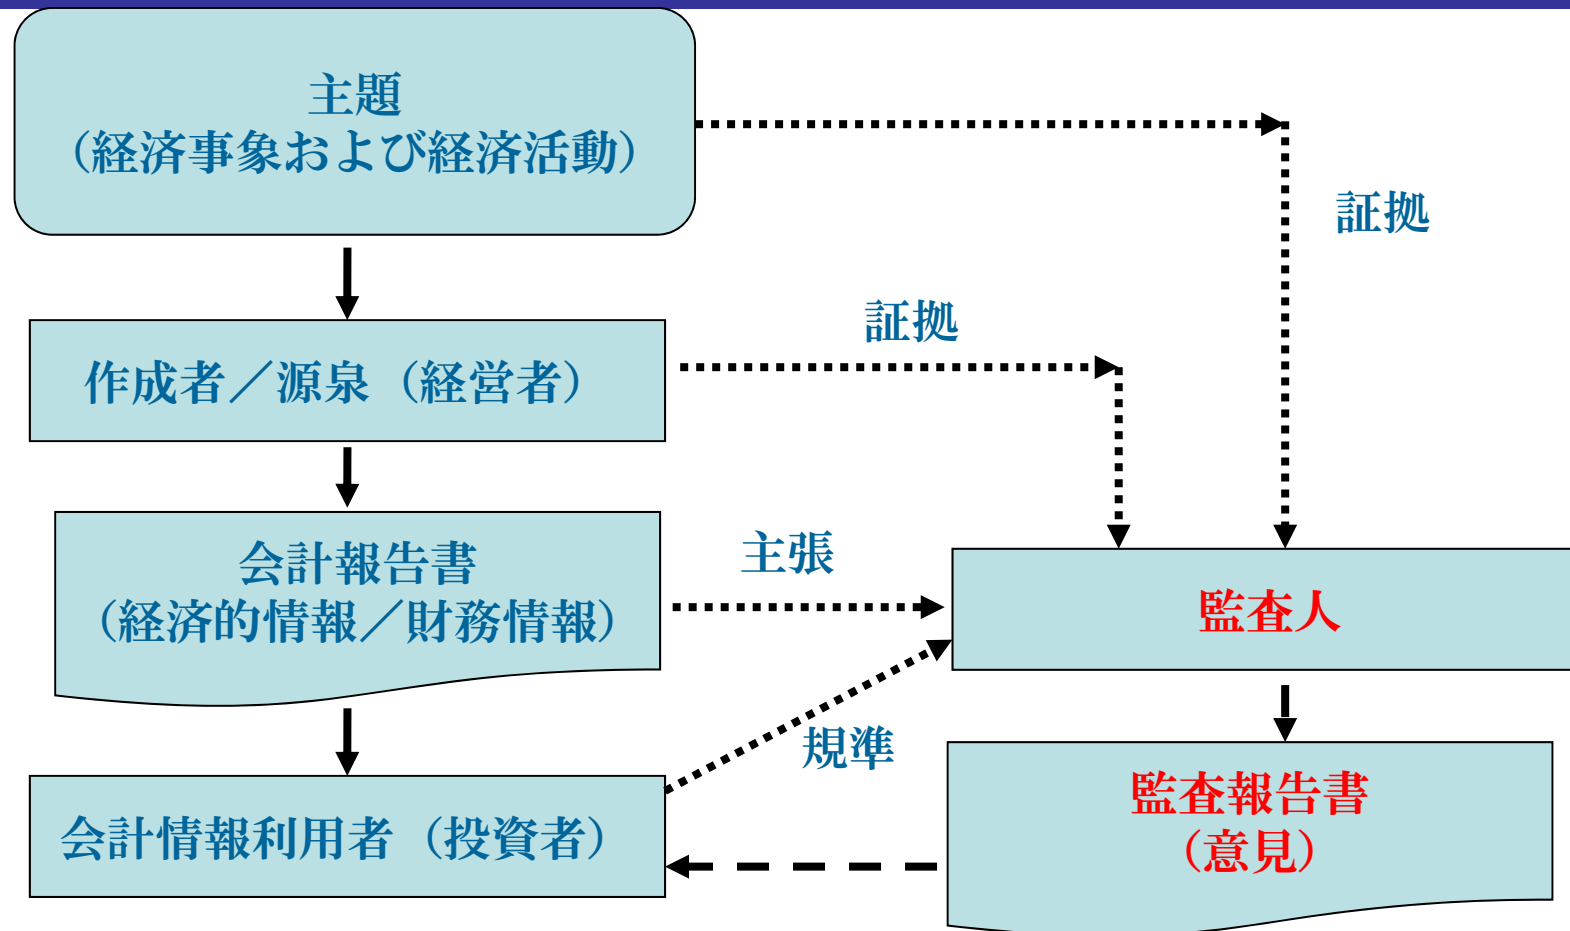 主題
（経済事象および経済活動）
証拠
証拠
作成者／源泉（経営者）
主張
会計報告書
（経済的情報／財務情報）
監査人
規準
監査報告書
（意見）
会計情報利用者（投資者）